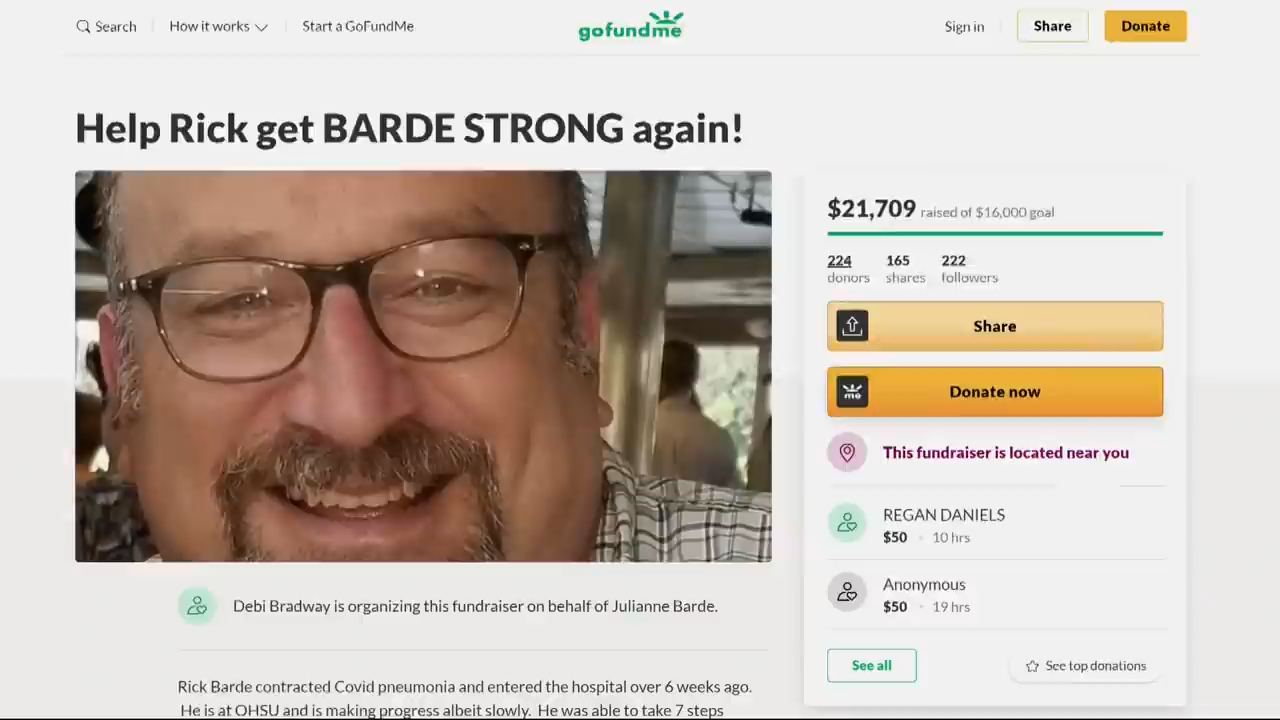 Search
How it works
Start a GoFundMe
gofundme
Sign in
Share
Donate
Help Rick get BARDE STRONG again!
$21,709 raised of $16,000 goal
224 165 222
donors shares followers
Share
me
Donate now
This fundraiser is located near you
REGAN DANIELS
$50 · 10 hrs
Anonymous
$50 · 19 hrs
See all
See top donations
Debi Bradway is organizing this fundraiser on behalf of Julianne Barde.
Rick Barde contracted Covid pneumonia and entered the hospital over 6 weeks ago.
He is at OHSU and is making progress albeit slowly. He was able to take 7 steps